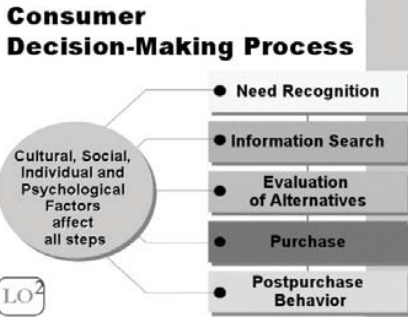 Consumer
Decision-Making Process
Need Recognition
Information Search
Evaluation
of Alternatives
Purchase
Postpurchase
Behavior
Cultural, Social,
Individual and
Psychological
Factors
affect
all steps
LO2